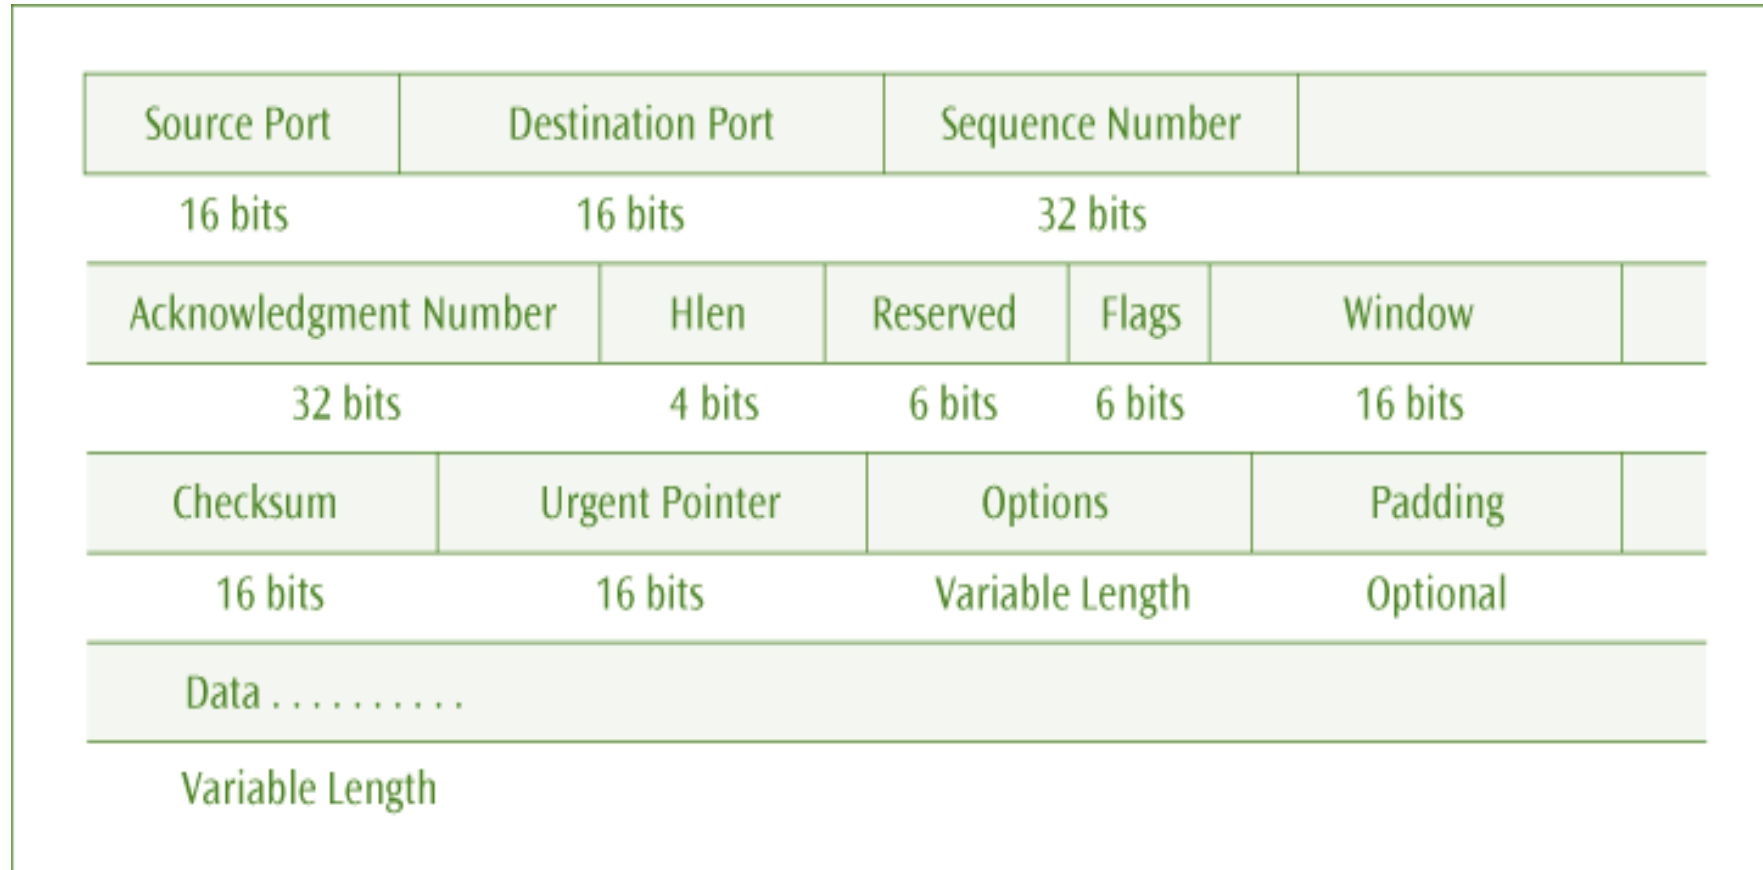 Source Port Destination Port Sequence Number
16 bits 16 bits 32 bits
Acknowledgment Number Hlen Reserved Flags Window
32 bits 4 bits 6 bits 6 bits 16 bits
Checksum Urgent Pointer Options Padding
16 bits 16 bits Variable Length Optional
Data . . . . . . . . . .
Variable Length